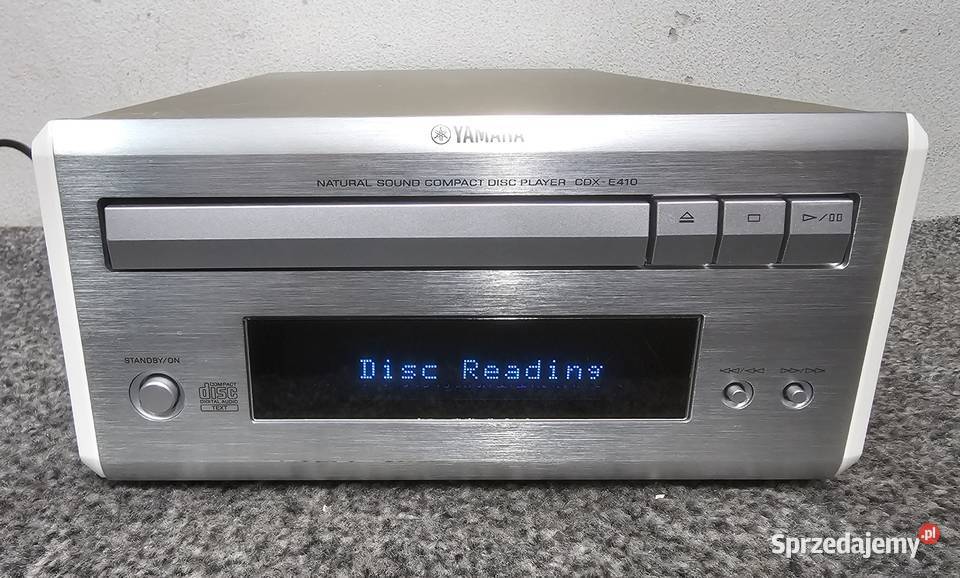 YAMAHA
NATURAL SOUND COMPACT DISC PLAYER CDX-E410
Disc Reading
STANDBY/ON
COMPACT
disc
DIGITAL AUDIO
TEXT
Sprzedajemy.pl